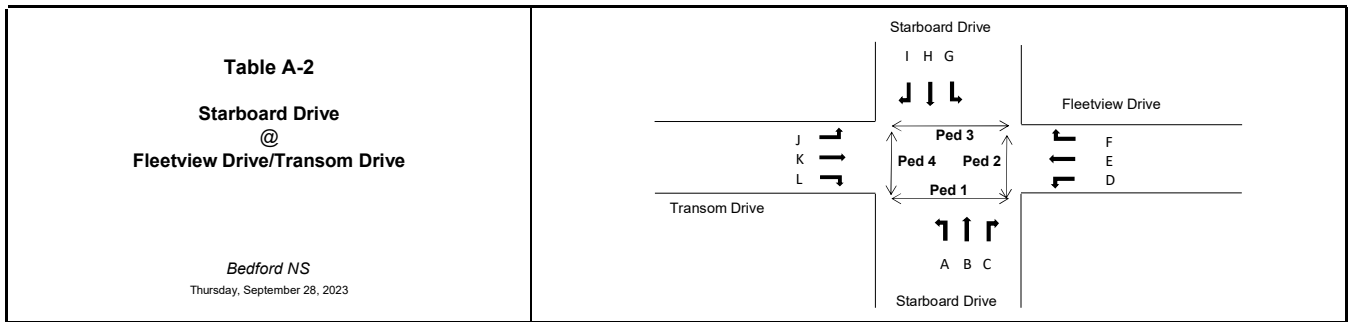 Table A-2
Starboard Drive
@
Fleetview Drive/Transom Drive
Bedford NS
Thursday, September 28, 2023
Starboard Drive
I H G
Fleetview Drive
J
K
L
Ped 3
Ped 4 Ped 2
Ped 1
F
E
D
Transom Drive
A B C
Starboard Drive